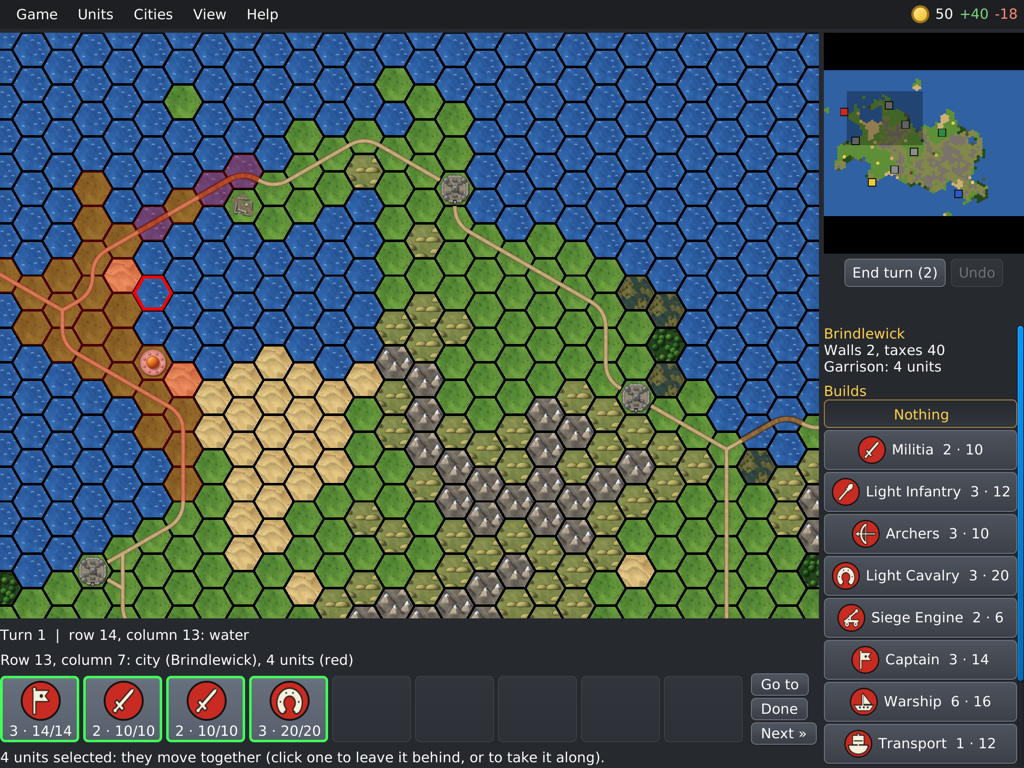 Game Units Cities View Help 50 +40 -18
End turn (2) Undo
Brindlewick
Walls 2, taxes 40
Garrison: 4 units
Builds
Nothing
Militia 2 · 10
Light Infantry 3 · 12
Archers 3 · 10
Light Cavalry 3 · 20
Siege Engine 2 · 6
Captain 3 · 14
Warship 6 · 16
Transport 1 · 12
Turn 1 | row 14, column 13: water
Row 13, column 7: city (Brindlewick), 4 units (red)
3 · 14/14 2 · 10/10 2 · 10/10 3 · 20/20
Go to
Done
Next »
4 units selected: they move together (click one to leave it behind, or to take it along).